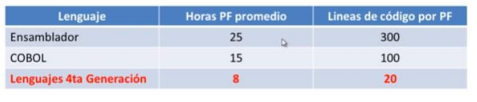 Lenguaje Horas PF promedio Lineas de código por PF
Ensamblador 25 300
COBOL 15 100
Lenguajes 4ta Generación 8 20